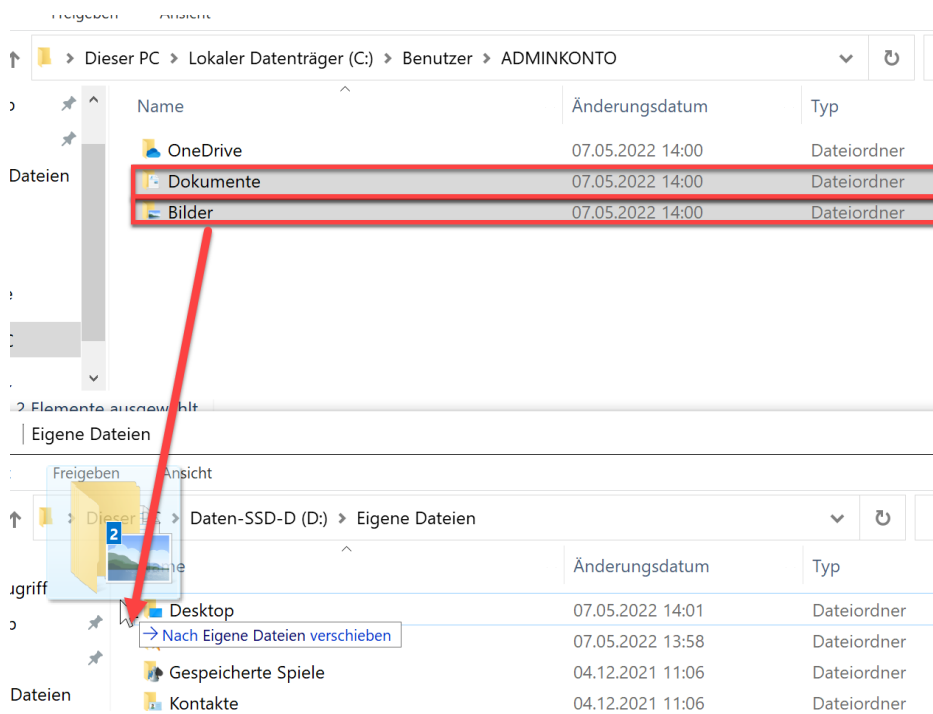 Dieser PC > Lokaler Datenträger (C:) > Benutzer > ADMINKONTO
Name Änderungsdatum Typ
OneDrive 07.05.2022 14:00 Dateiordner
Dateien
Dokumente 07.05.2022 14:00 Dateiordner
Bilder 07.05.2022 14:00 Dateiordner
2 Elemente ausgewählt
Eigene Dateien
Freigeben Ansicht
Dieser PC > Daten-SSD-D (D:) > Eigene Dateien
2
Änderungsdatum Typ
Desktop 07.05.2022 14:01 Dateiordner
Nach Eigene Dateien verschieben
07.05.2022 13:58 Dateiordner
Gespeicherte Spiele 04.12.2021 11:06 Dateiordner
Dateien
Kontakte 04.12.2021 11:06 Dateiordner